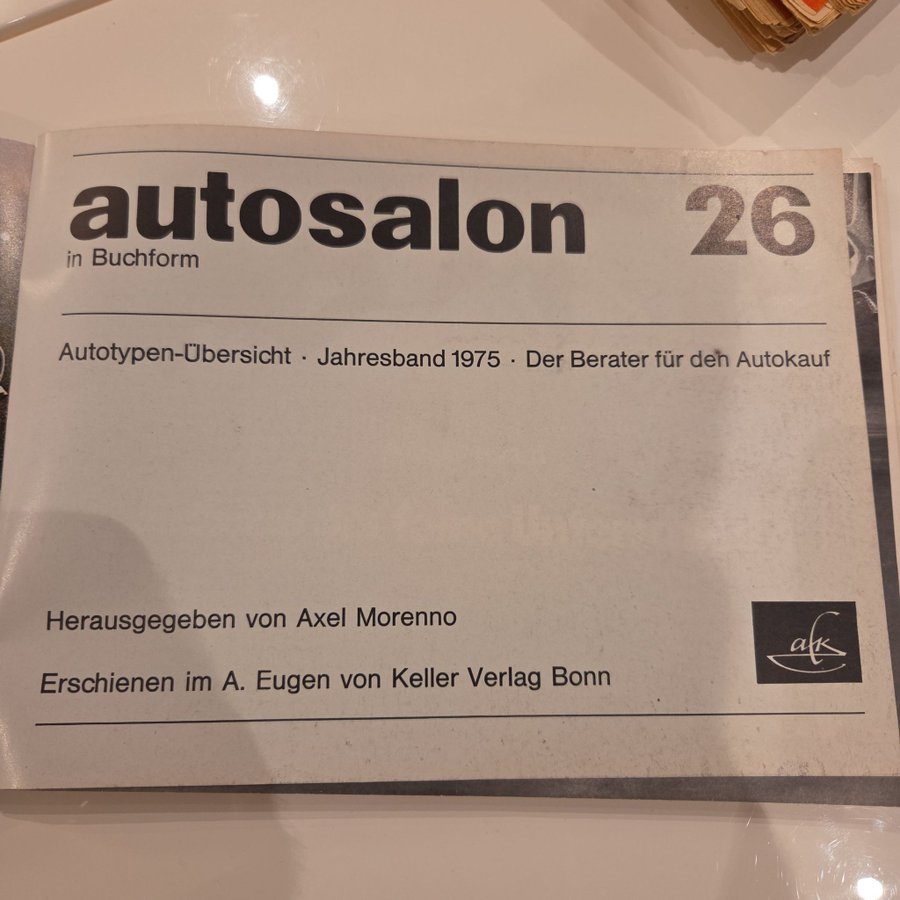 autosalon 26
in Buchform
Autotypen-Übersicht · Jahresband 1975 · Der Berater für den Autokauf
Herausgegeben von Axel Morenno
Erschienen im A. Eugen von Keller Verlag Bonn